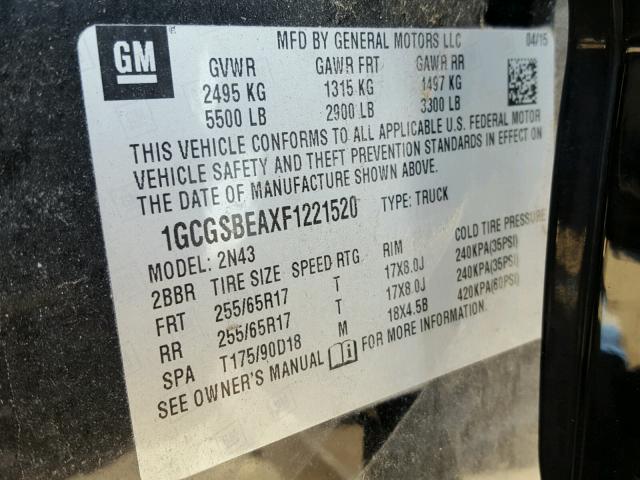 GM
MFD BY GENERAL MOTORS LLC 04/15
GVWR GAWR FRT GAWR RR
2495 KG 1315 KG 1497 KG
5500 LB 2900 LB 3300 LB
THIS VEHICLE CONFORMS TO ALL APPLICABLE U.S. FEDERAL MOTOR
VEHICLE SAFETY AND THEFT PREVENTION STANDARDS IN EFFECT ON
THE DATE OF MANUFACTURE SHOWN ABOVE.
1GCGSBEAXF1221520 TYPE: TRUCK
MODEL: 2N43
2BBR TIRE SIZE SPEED RTG RIM COLD TIRE PRESSURE
FRT 255/65R17 T 17X8.0J 240KPA(35PSI)
RR 255/65R17 T 17X8.0J 240KPA(35PSI)
SPA T175/90D18 M 18X4.5B 420KPA(60PSI)
SEE OWNER'S MANUAL FOR MORE INFORMATION.